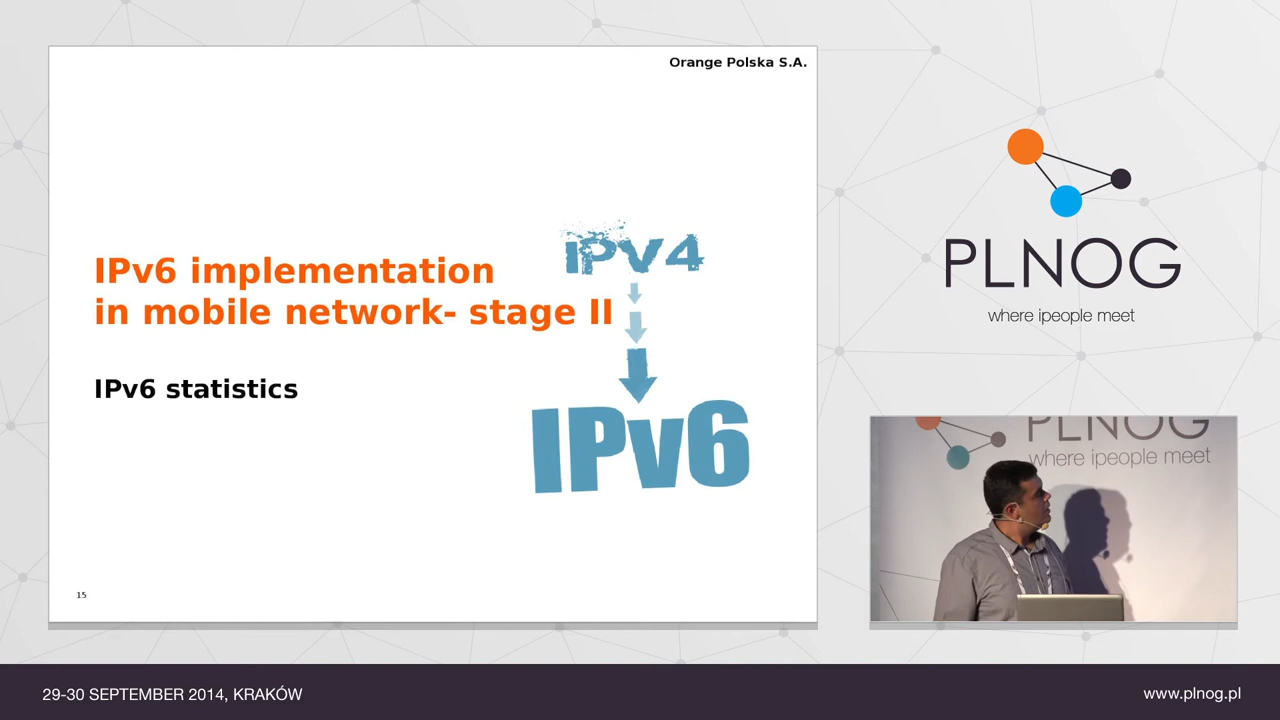 Orange Polska S.A.
IPv6 implementation
in mobile network- stage II
IPv6 statistics
IPV4
IPv6
15
PLNOG
where ipeople meet
PLNOG
where ipeople meet
29-30 SEPTEMBER 2014, KRAKÓW
www.plnog.pl